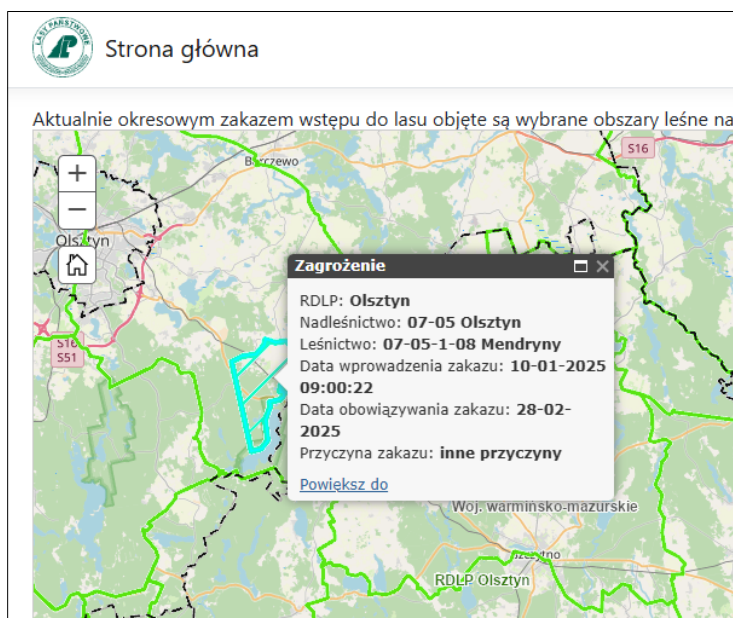 LASY PAŃSTWOWE
Strona główna
Aktualnie okresowym zakazem wstępu do lasu objęte są wybrane obszary leśne na
S16
Barczewo
+
−
Olsztyn
S16
S51
Zagrożenie
RDLP: Olsztyn
Nadleśnictwo: 07-05 Olsztyn
Leśnictwo: 07-05-1-08 Mendryny
Data wprowadzenia zakazu: 10-01-2025
09:00:22
Data obowiązywania zakazu: 28-02-
2025
Przyczyna zakazu: inne przyczyny
Powiększ do
Woj. warmińsko-mazurskie
Szczytno
RDLP Olsztyn